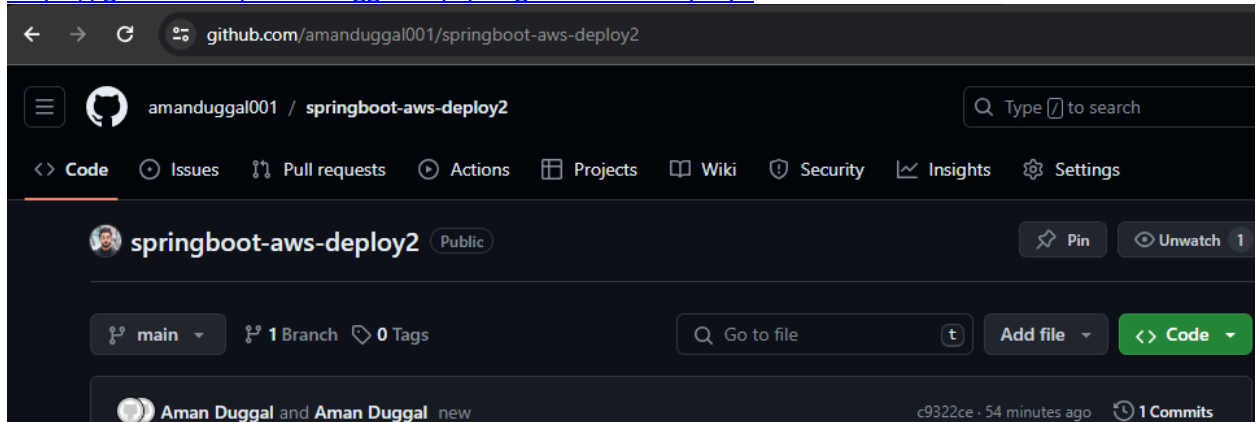 github.com/amanduggal001/springboot-aws-deploy2
amanduggal001 / springboot-aws-deploy2
Type / to search
<> Code Issues Pull requests Actions Projects Wiki Security Insights Settings
springboot-aws-deploy2 Public
Pin Unwatch 1
main 1 Branch 0 Tags
Go to file t Add file <> Code
Aman Duggal and Aman Duggal new c9322ce · 54 minutes ago 1 Commits